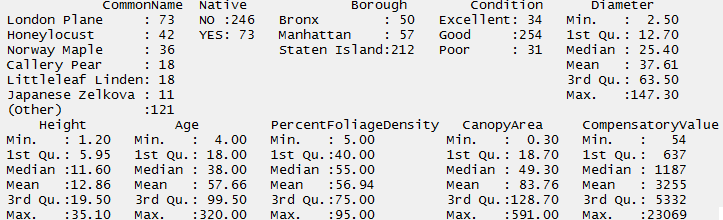 CommonName Native Borough Condition Diameter
London Plane : 73 NO :246 Bronx : 50 Excellent: 34 Min. : 2.50
Honeylocust : 42 YES: 73 Manhattan : 57 Good :254 1st Qu.: 12.70
Norway Maple : 36 Staten Island:212 Poor : 31 Median : 25.40
Callery Pear : 18 Mean : 37.61
Littleleaf Linden: 18 3rd Qu.: 63.50
Japanese Zelkova : 11 Max. :147.30
(Other) :121
Height Age PercentFoliageDensity CanopyArea CompensatoryValue
Min. : 1.20 Min. : 4.00 Min. : 5.00 Min. : 0.30 Min. : 54
1st Qu.: 5.95 1st Qu.: 18.00 1st Qu.:40.00 1st Qu.: 18.70 1st Qu.: 637
Median :11.60 Median : 38.00 Median :55.00 Median : 49.30 Median : 1187
Mean :12.86 Mean : 57.66 Mean :56.94 Mean : 83.76 Mean : 3255
3rd Qu.:19.50 3rd Qu.: 99.50 3rd Qu.:75.00 3rd Qu.:128.70 3rd Qu.: 5332
Max. :35.10 Max. :320.00 Max. :95.00 Max. :591.00 Max. :23069